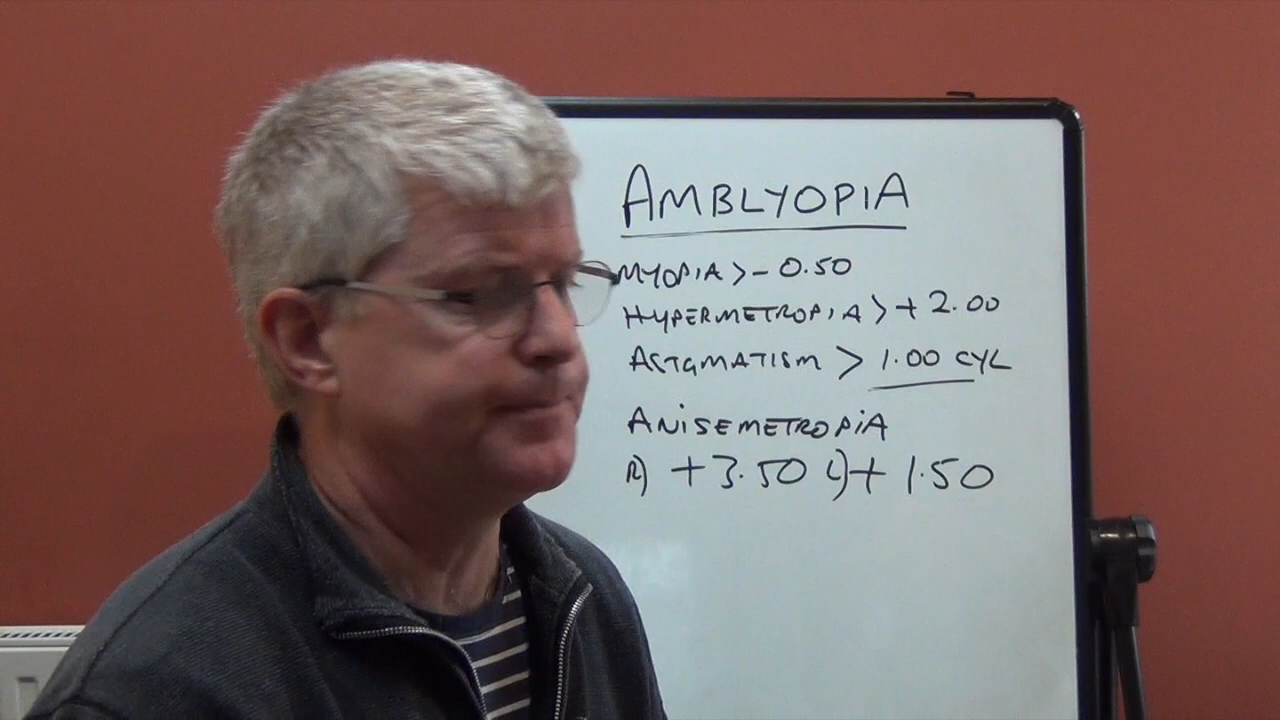 AMBLYOPIA
MYOPIA > - 0.50
HYPERMETROPIA > + 2.00
ASTGMATISM > 1.00 CYL
ANISEMETROPIA
R) + 3.50 L) + 1.50